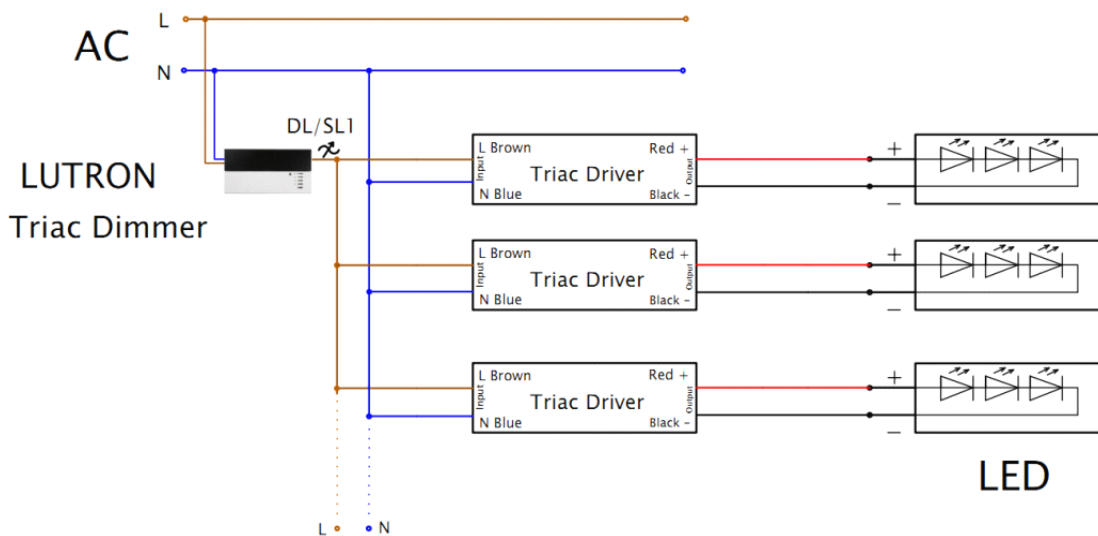 L
AC
N
DL/SL1
LUTRON
Triac Dimmer
L Brown
Red +
Input
Triac Driver
Output
N Blue
Black -
+
−
L Brown
Red +
Input
Triac Driver
Output
N Blue
Black -
+
−
L Brown
Red +
Input
Triac Driver
Output
N Blue
Black -
+
−
LED
L
N